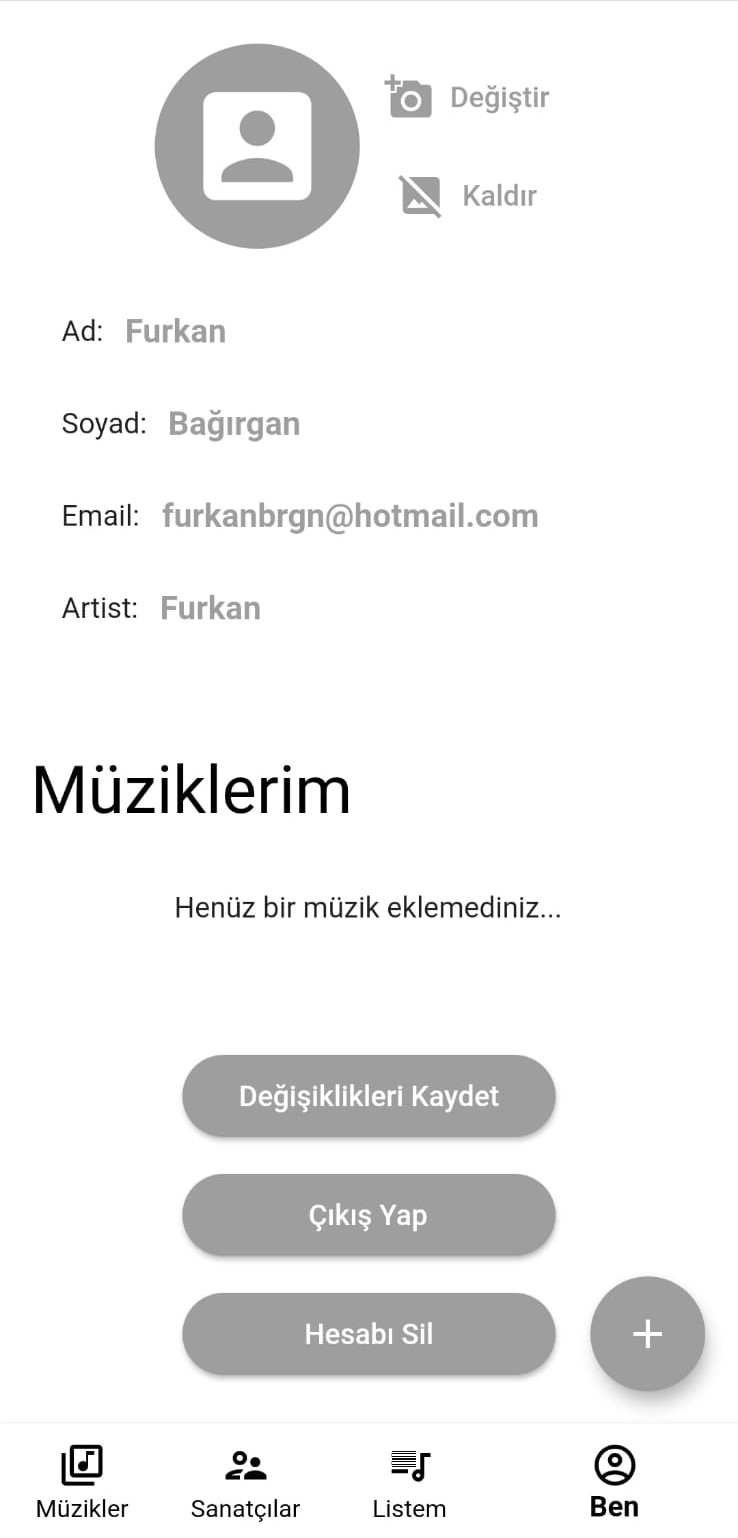 Değiştir
Kaldır
Ad: Furkan
Soyad: Bağırgan
Email: furkanbrgn@hotmail.com
Artist: Furkan
Müziklerim
Henüz bir müzik eklemediniz...
Değişiklikleri Kaydet
Çıkış Yap
Hesabı Sil
+
Müzikler Sanatçılar Listem Ben